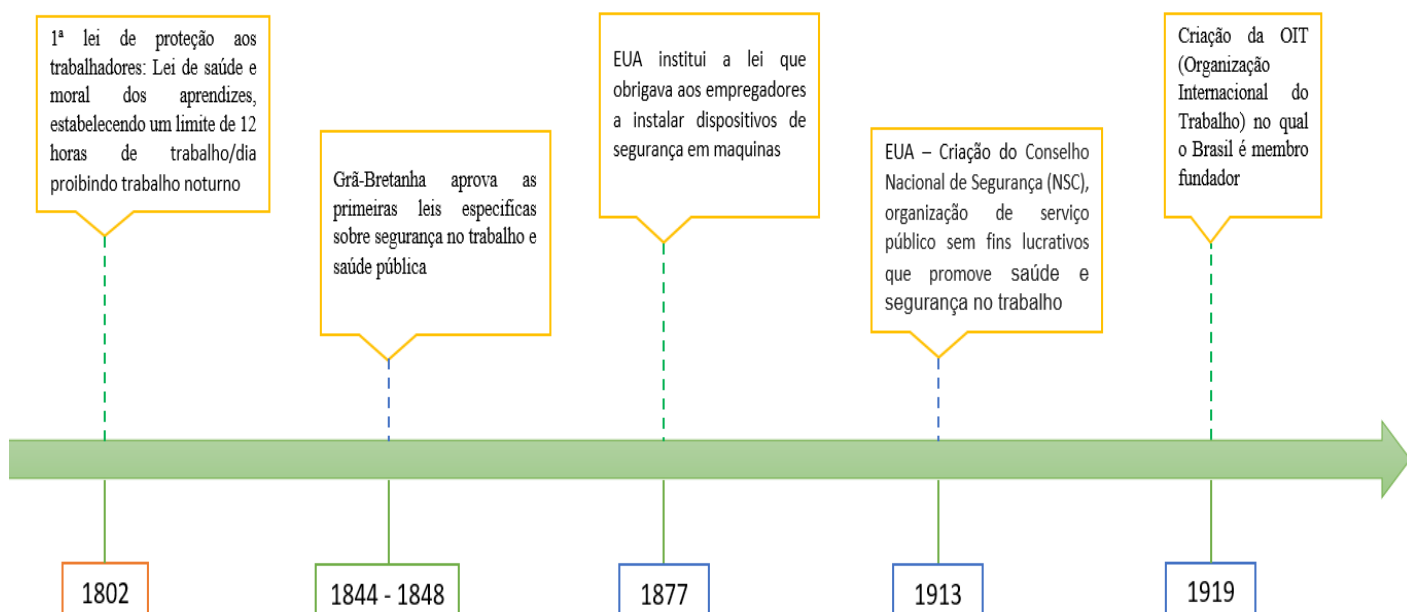 1ª lei de proteção aos
trabalhadores: Lei de saúde e
moral dos aprendizes,
estabelecendo um limite de 12
horas de trabalho/dia
proibindo trabalho noturno
Grã-Bretanha aprova as
primeiras leis especificas
sobre segurança no trabalho e
saúde pública
EUA institui a lei que
obrigava aos empregadores
a instalar dispositivos de
segurança em maquinas
EUA – Criação do Conselho
Nacional de Segurança (NSC),
organização de serviço
público sem fins lucrativos
que promove saúde e
segurança no trabalho
Criação da OIT
(Organização
Internacional do
Trabalho) no qual
o Brasil é membro
fundador
1802
1844 - 1848
1877
1913
1919